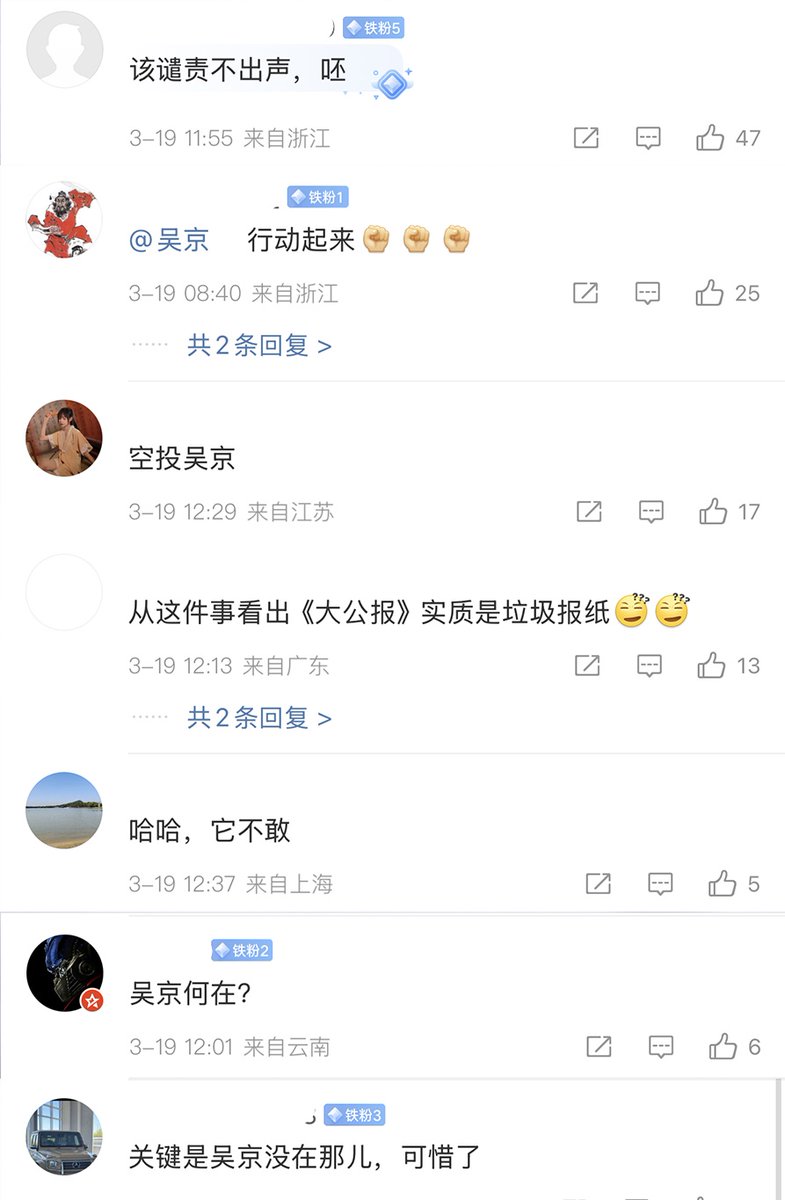 铁粉5
该谴责不出声，呸
3-19 11:55 来自浙江
47
铁粉1
@吴京 行动起来
3-19 08:40 来自浙江
25
共2条回复 >
空投吴京
3-19 12:29 来自江苏
17
从这件事看出《大公报》实质是垃圾报纸
3-19 12:13 来自广东
13
共2条回复 >
哈哈，它不敢
3-19 12:37 来自上海
5
铁粉2
吴京何在?
3-19 12:01 来自云南
6
铁粉3
关键是吴京没在那儿，可惜了